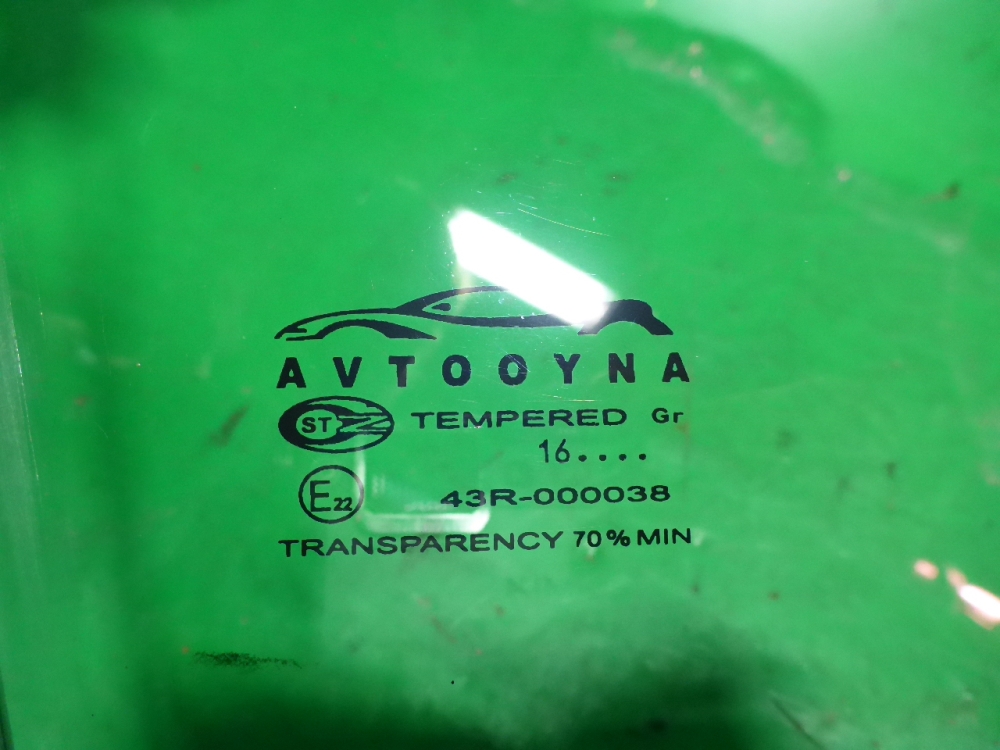 AVTOOYNA
ST TEMPERED Gr
16....
E22 43R-000038
TRANSPARENCY 70% MIN